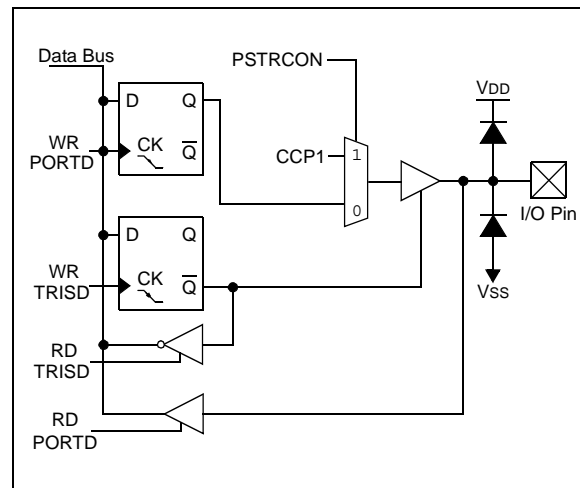 Data Bus
PSTRCON
VDD
D Q
WR
PORTD
CK
Q
CCP1
1
0
I/O Pin
D Q
WR
TRISD
CK
Q
VSS
RD
TRISD
RD
PORTD